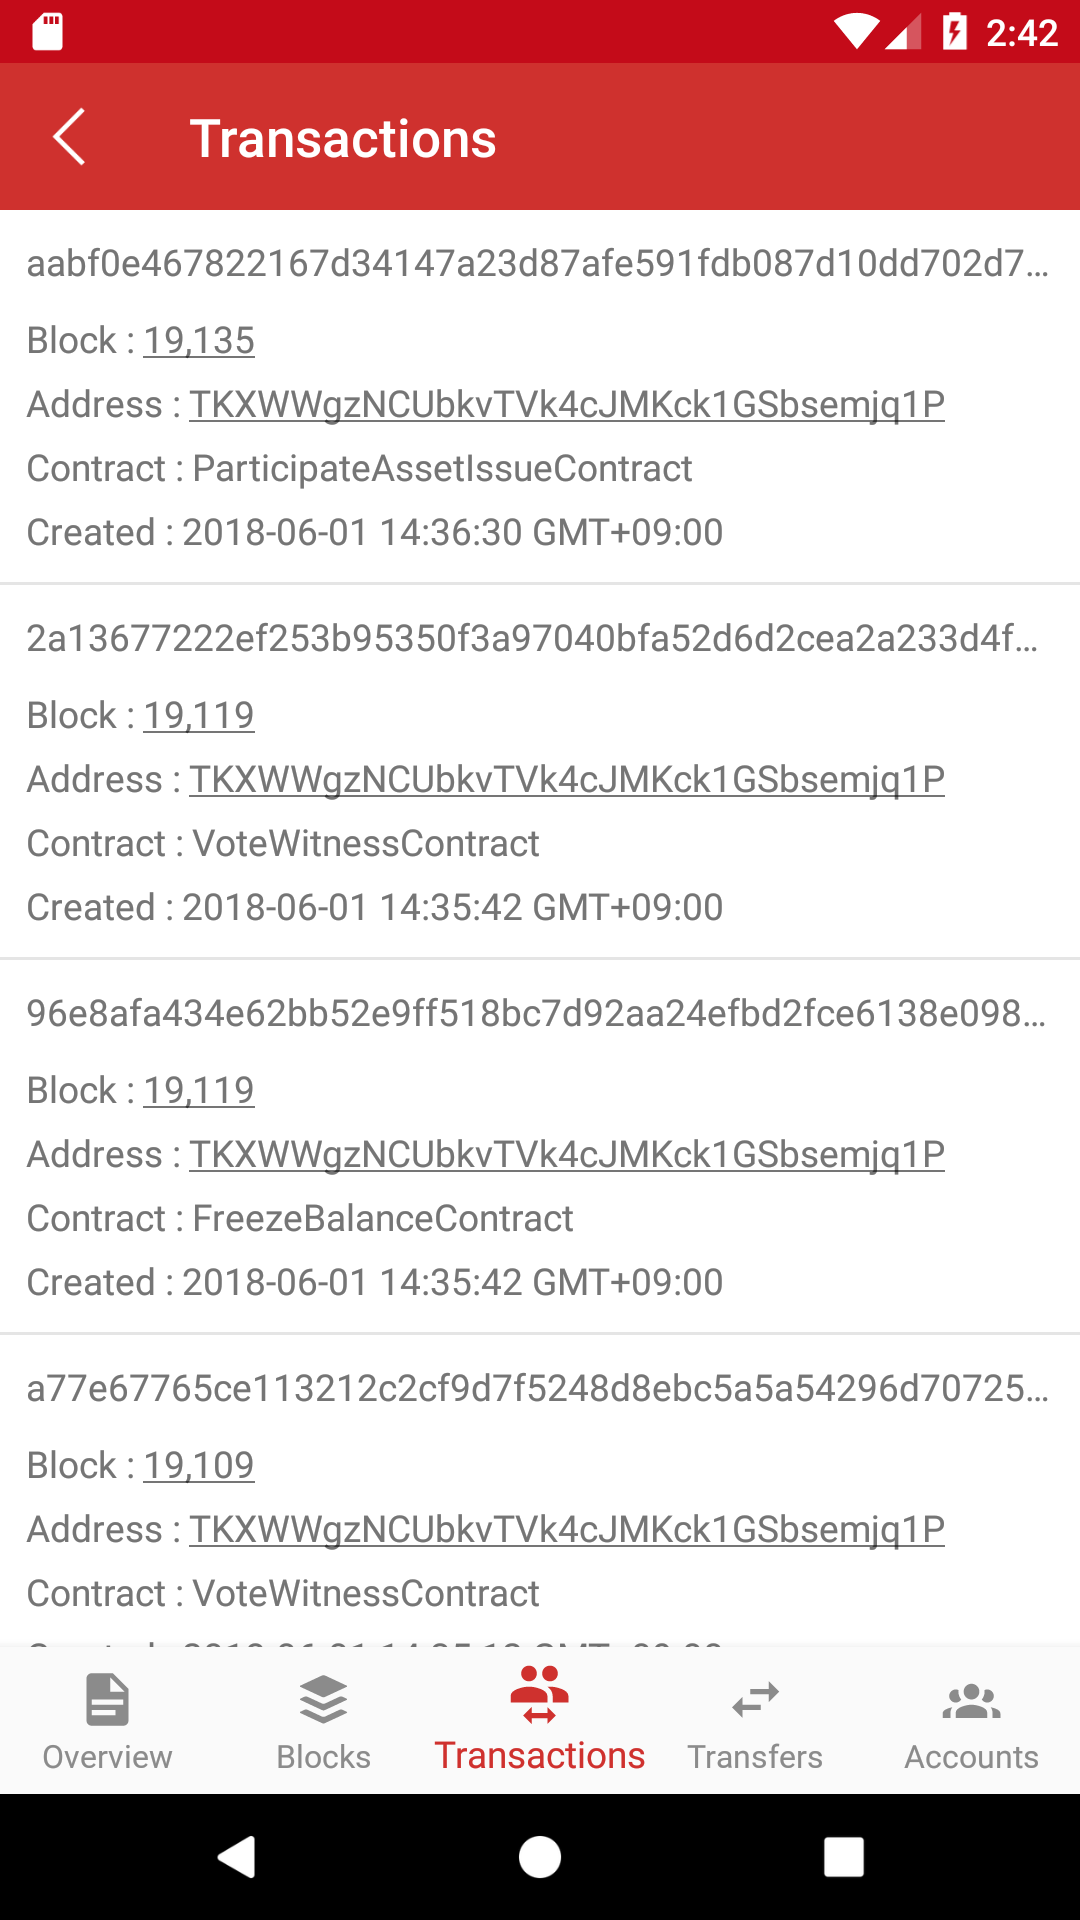 2:42
Transactions
aabf0e467822167d34147a23d87afe591fdb087d10dd702d7…
Block : 19,135
Address : TKXWWgzNCUbkvTVk4cJMKck1GSbsemjq1P
Contract : ParticipateAssetIssueContract
Created : 2018-06-01 14:36:30 GMT+09:00
2a13677222ef253b95350f3a97040bfa52d6d2cea2a233d4f…
Block : 19,119
Address : TKXWWgzNCUbkvTVk4cJMKck1GSbsemjq1P
Contract : VoteWitnessContract
Created : 2018-06-01 14:35:42 GMT+09:00
96e8afa434e62bb52e9ff518bc7d92aa24efbd2fce6138e098…
Block : 19,119
Address : TKXWWgzNCUbkvTVk4cJMKck1GSbsemjq1P
Contract : FreezeBalanceContract
Created : 2018-06-01 14:35:42 GMT+09:00
a77e67765ce113212c2cf9d7f5248d8ebc5a5a54296d70725…
Block : 19,109
Address : TKXWWgzNCUbkvTVk4cJMKck1GSbsemjq1P
Contract : VoteWitnessContract
Overview
Blocks
Transactions
Transfers
Accounts